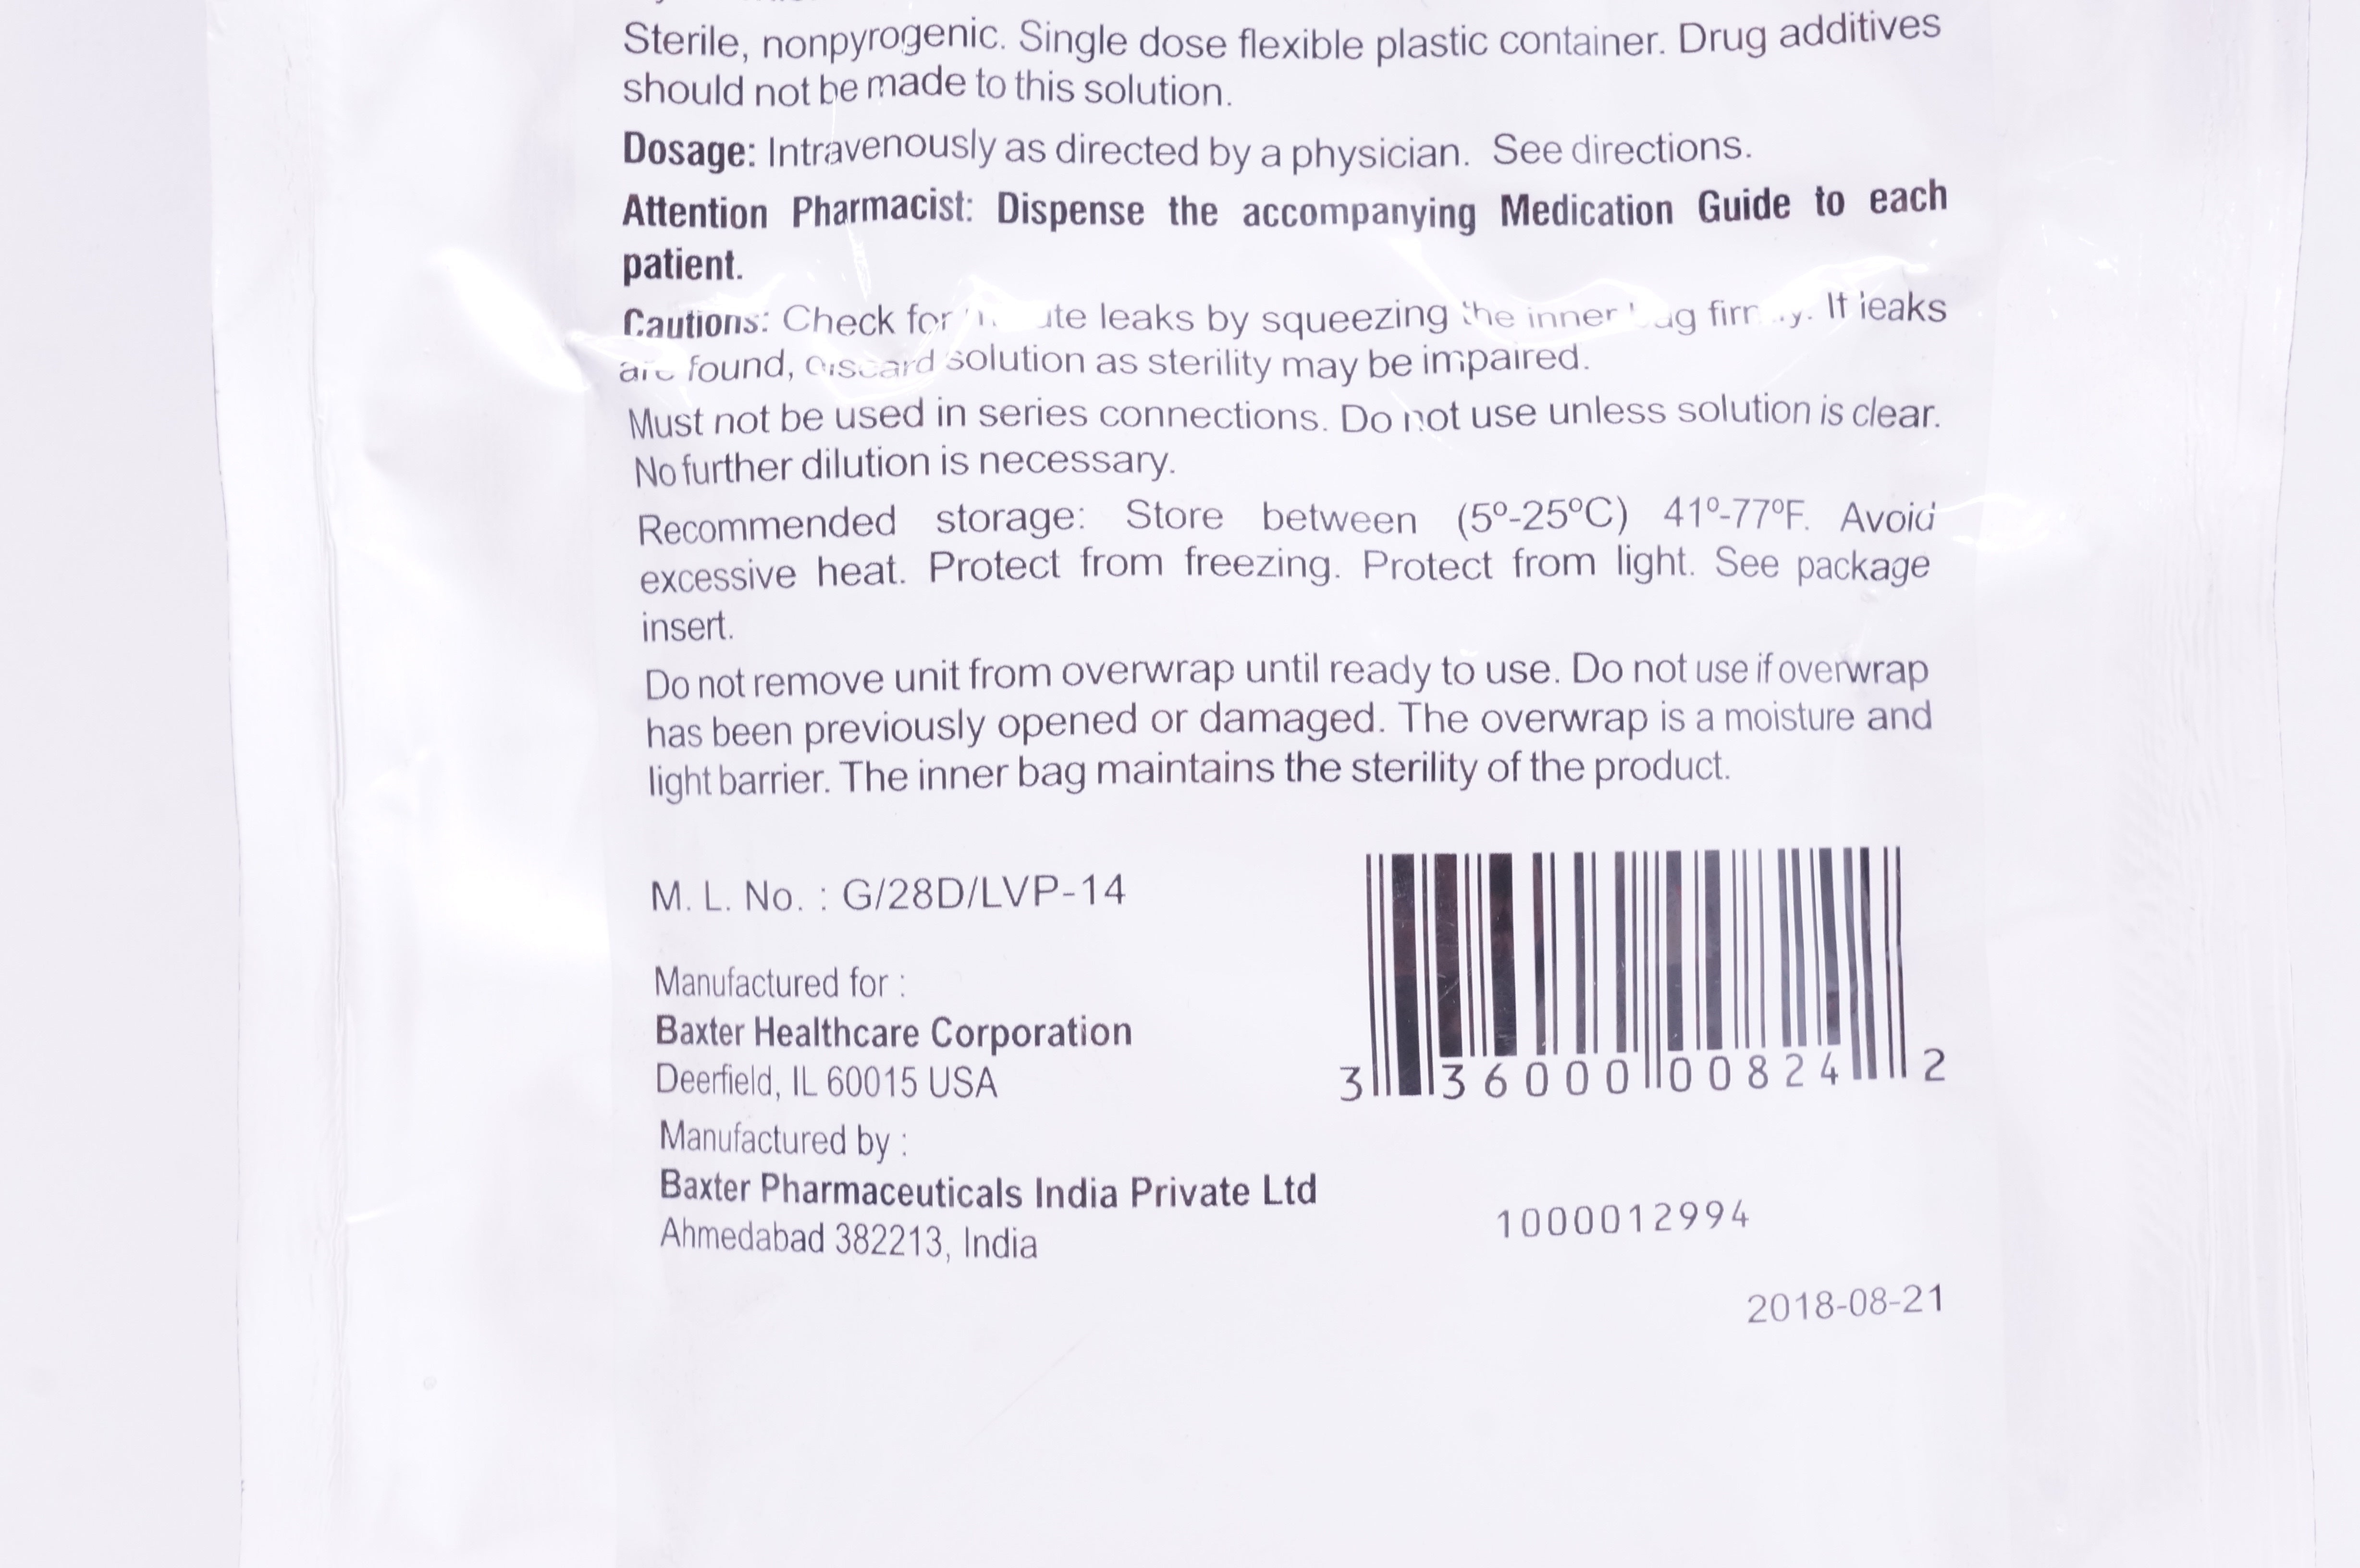 Sterile, nonpyrogenic. Single dose flexible plastic container. Drug additives
should not be made to this solution.
Dosage: Intravenously as directed by a physician. See directions.
Attention Pharmacist: Dispense the accompanying Medication Guide to each
patient.
Cautions: Check for leaks by squeezing the inner bag firmly. If leaks
are found, discard solution as sterility may be impaired.
Must not be used in series connections. Do not use unless solution is clear.
No further dilution is necessary.
Recommended storage: Store between (5º-25ºC) 41º-77ºF. Avoid
excessive heat. Protect from freezing. Protect from light. See package
insert.
Do not remove unit from overwrap until ready to use. Do not use if overwrap
has been previously opened or damaged. The overwrap is a moisture and
light barrier. The inner bag maintains the sterility of the product.
M. L. No. : G/28D/LVP-14
Manufactured for :
Baxter Healthcare Corporation
Deerfield, IL 60015 USA
Manufactured by :
Baxter Pharmaceuticals India Private Ltd
Ahmedabad 382213, India
3 36000 00824 2
1000012994
2018-08-21